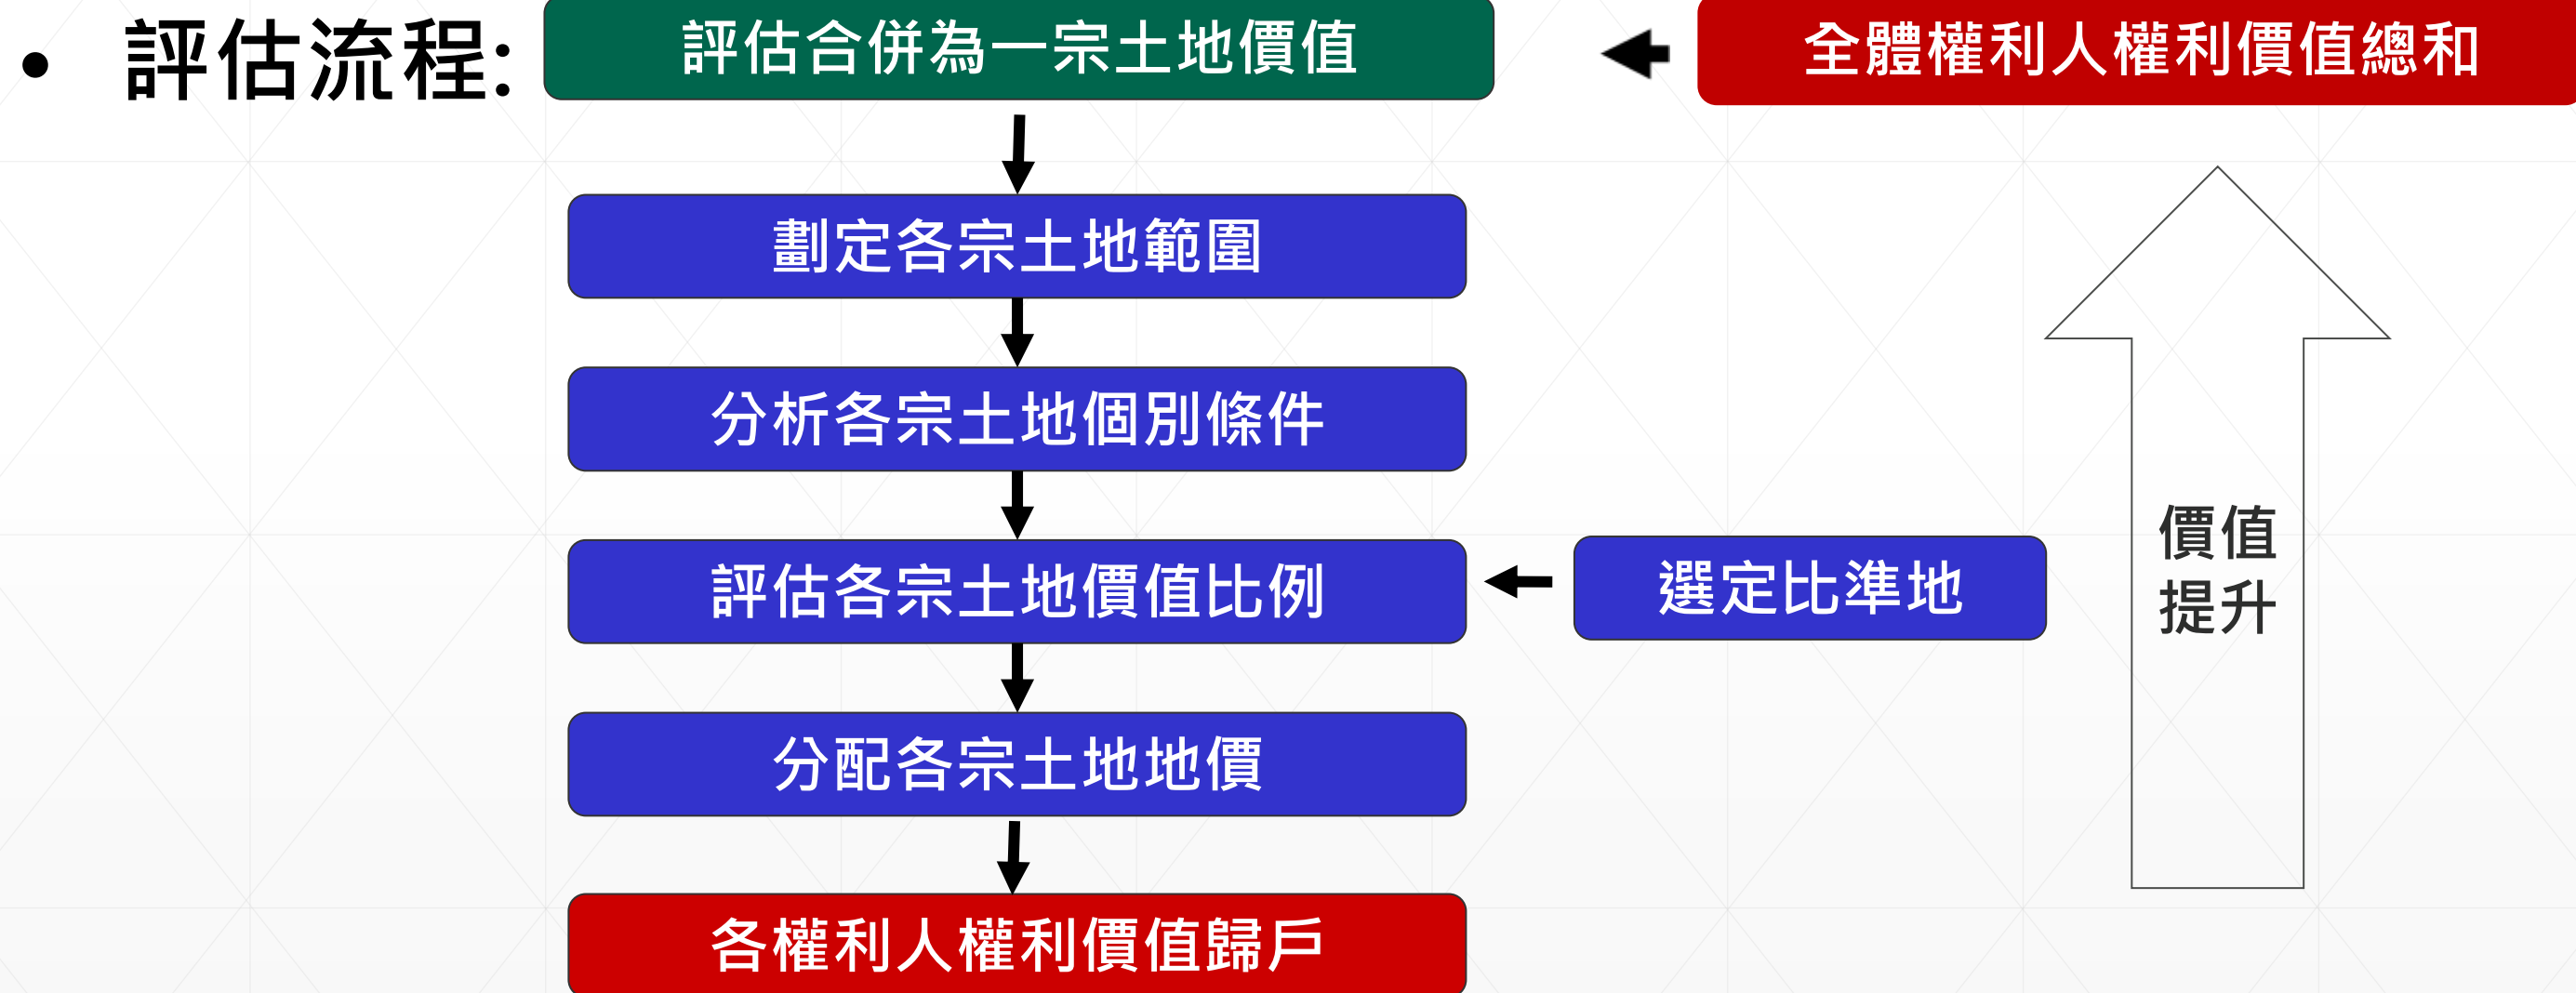 • 評估流程:
評估合併為一宗土地價值
全體權利人權利價值總和
劃定各宗土地範圍
分析各宗土地個別條件
評估各宗土地價值比例
選定比準地
價值
提升
分配各宗土地地價
各權利人權利價值歸戶